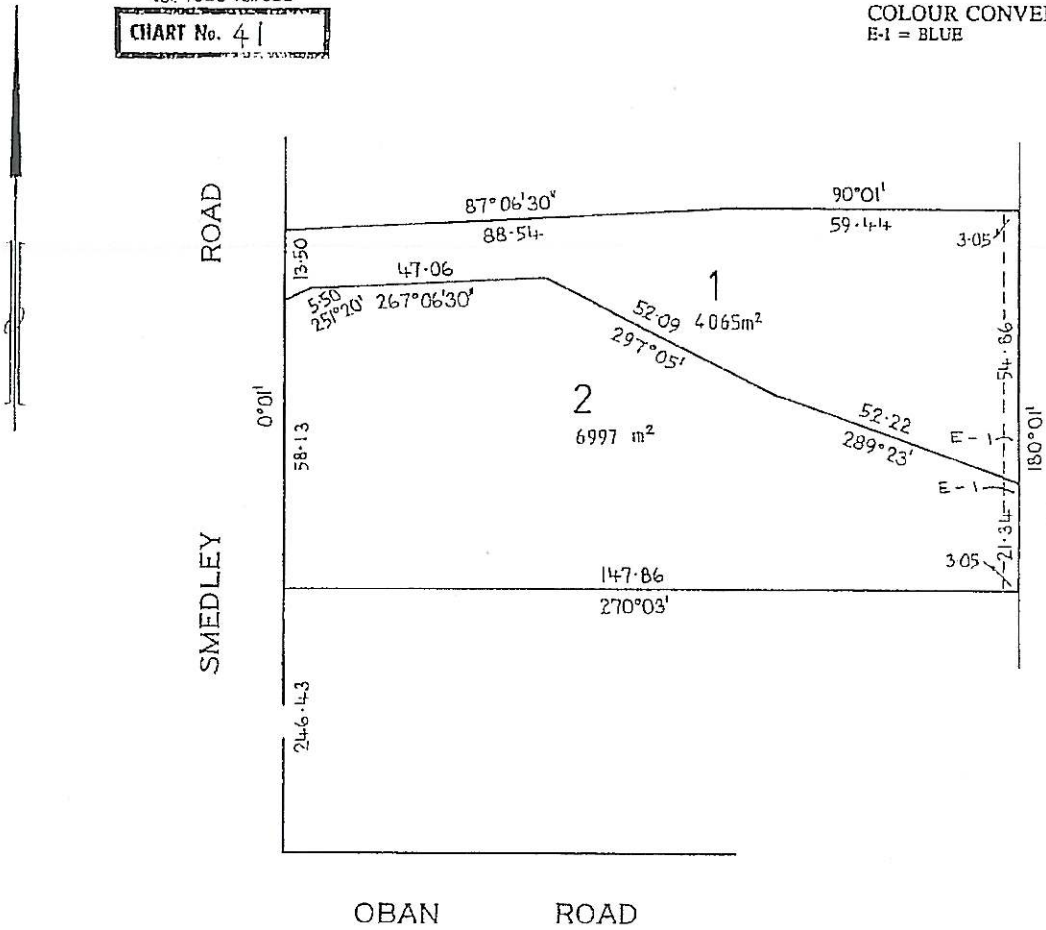 CHART No. 41
COLOUR
E-1 = BLUE
ROAD
87°06'30"
88·54
90°01'
59·44
3·05
13·50
47·06
267°06'30"
5·50
251°20'
1
4065m²
52·09
297°05'
54·86
0°01'
2
6997 m²
58·13
52·22
289°23'
E-1
180°01'
E-1
21·34
3·05
147·86
270°03'
SMEDLEY
246·43
OBAN ROAD